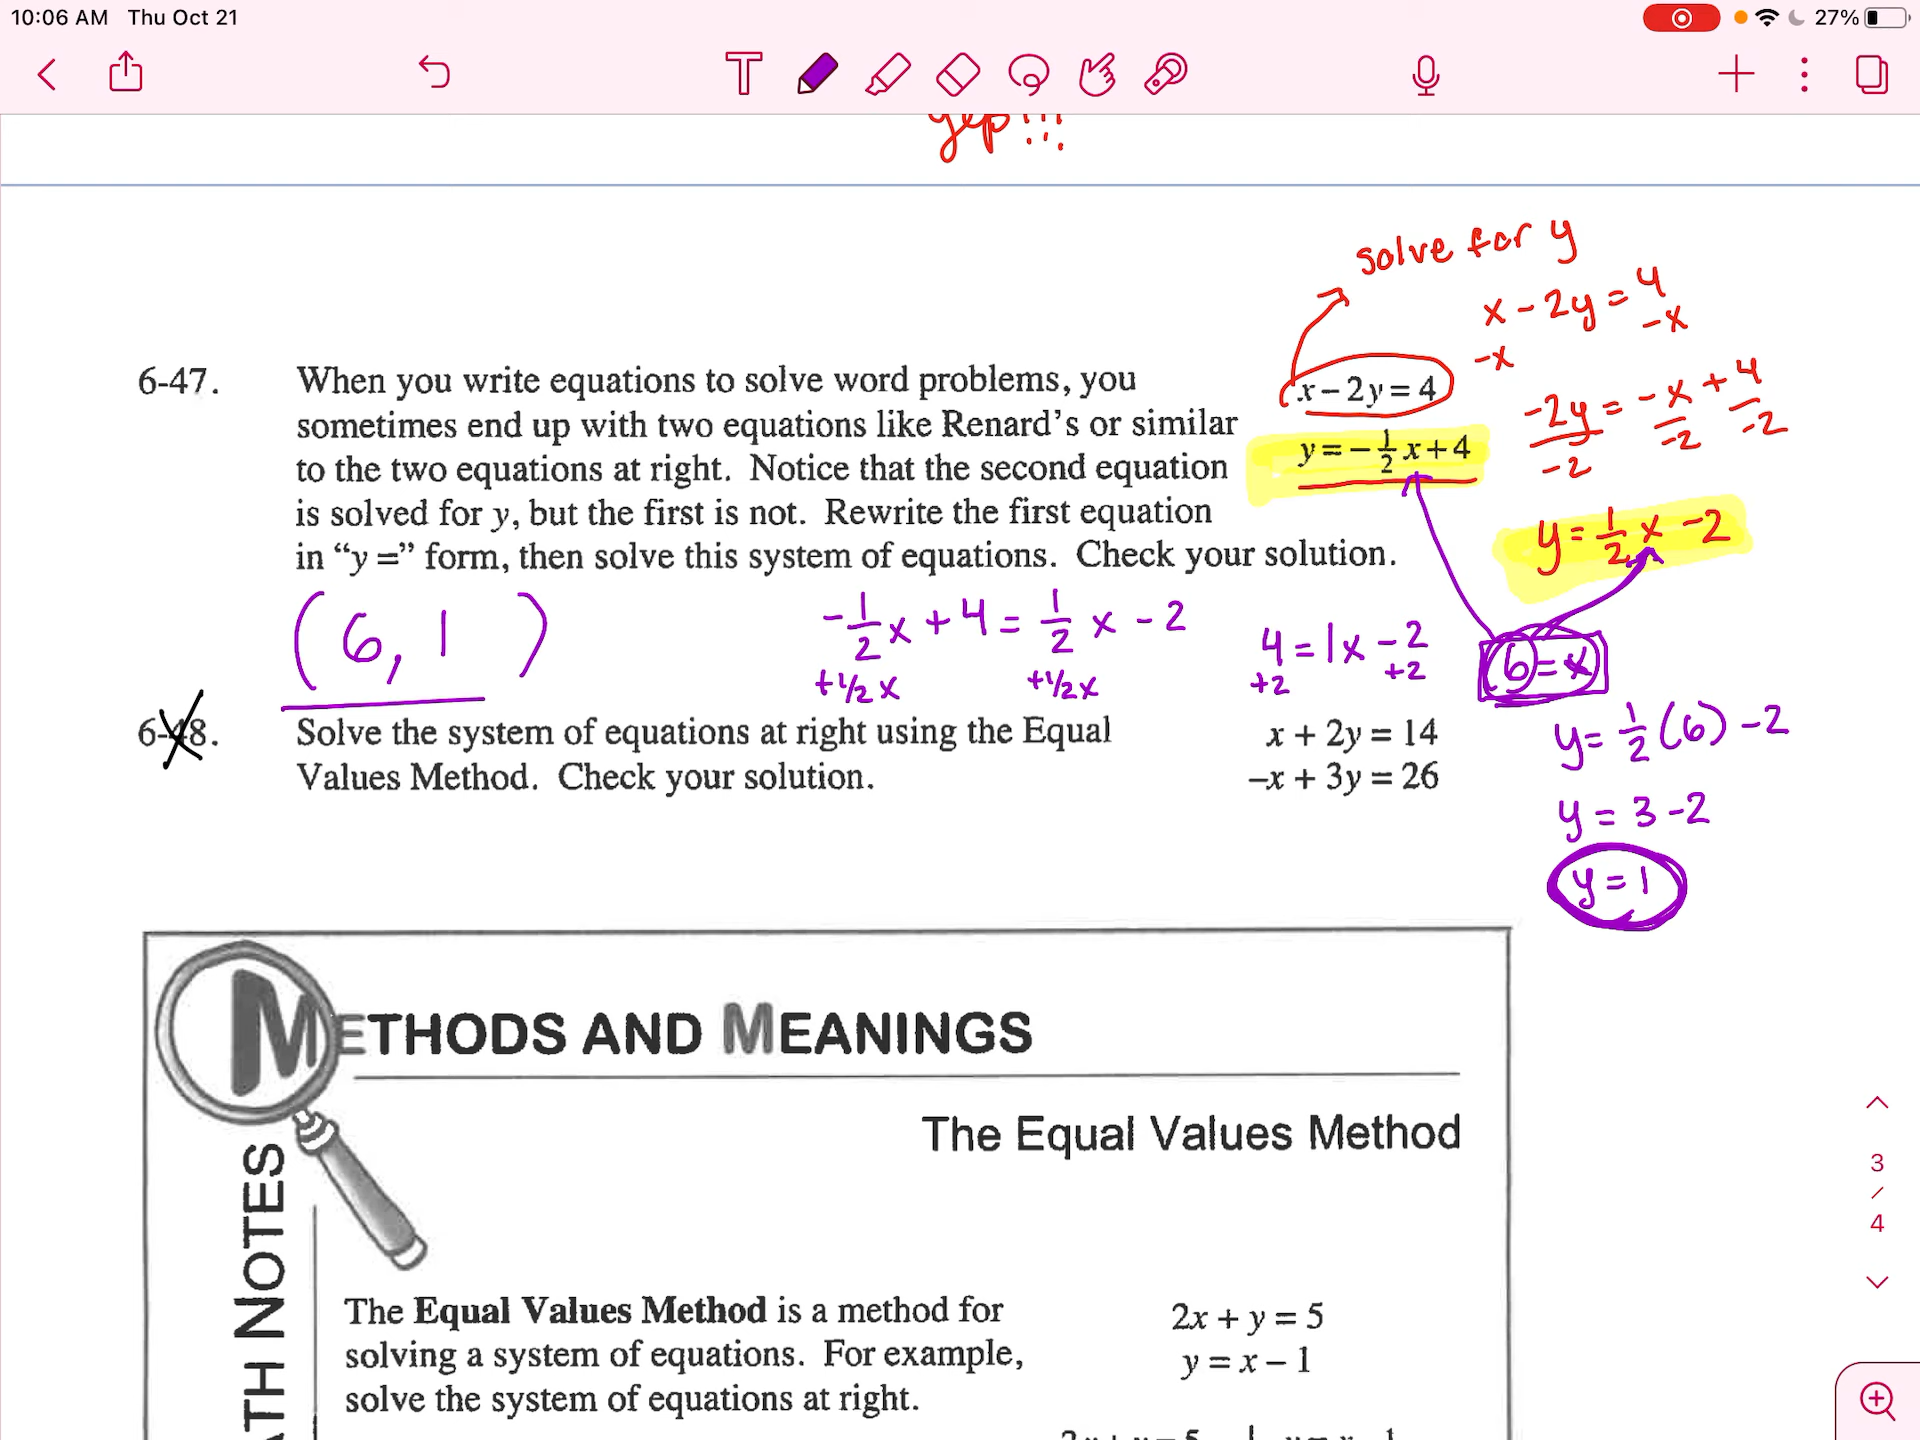 10:06 AM Thu Oct 21
27%
yep!!!
solve for y
x - 2y = 4
-x -x
-2y = -x + 4
-2 -2 -2
y = 1/2 x - 2
6-47. When you write equations to solve word problems, you
sometimes end up with two equations like Renard's or similar
to the two equations at right. Notice that the second equation
is solved for y, but the first is not. Rewrite the first equation
in “y =” form, then solve this system of equations. Check your solution.
x − 2y = 4
y = −1/2 x + 4
(6, 1)
-1/2 x + 4 = 1/2 x - 2
+1/2 x +1/2 x
4 = 1x - 2
+2 +2
6 = x
y = 1/2 (6) - 2
y = 3 - 2
y = 1
6-48. Solve the system of equations at right using the Equal
Values Method. Check your solution.
x + 2y = 14
–x + 3y = 26
METHODS AND MEANINGS
The Equal Values Method
ATH NOTES
The Equal Values Method is a method for
solving a system of equations. For example,
solve the system of equations at right.
2x + y = 5
y = x – 1
3
/
4